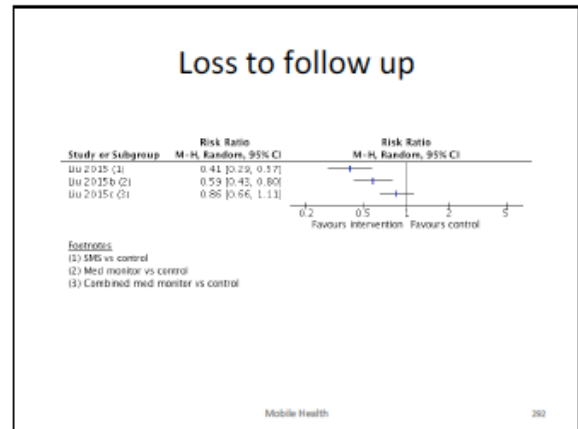 Loss to follow up
Risk Ratio Risk Ratio
Study or Subgroup M-H, Random, 95% CI M-H, Random, 95% CI
Liu 2015 (1) 0.41 [0.29, 0.57]
Liu 2015b (2) 0.59 [0.43, 0.80]
Liu 2015c (3) 0.86 [0.66, 1.11]
0.2 0.5 1 2 5
Favours intervention Favours control
Footnotes
(1) SMS vs control
(2) Med monitor vs control
(3) Combined med monitor vs control
Mobile Health 292